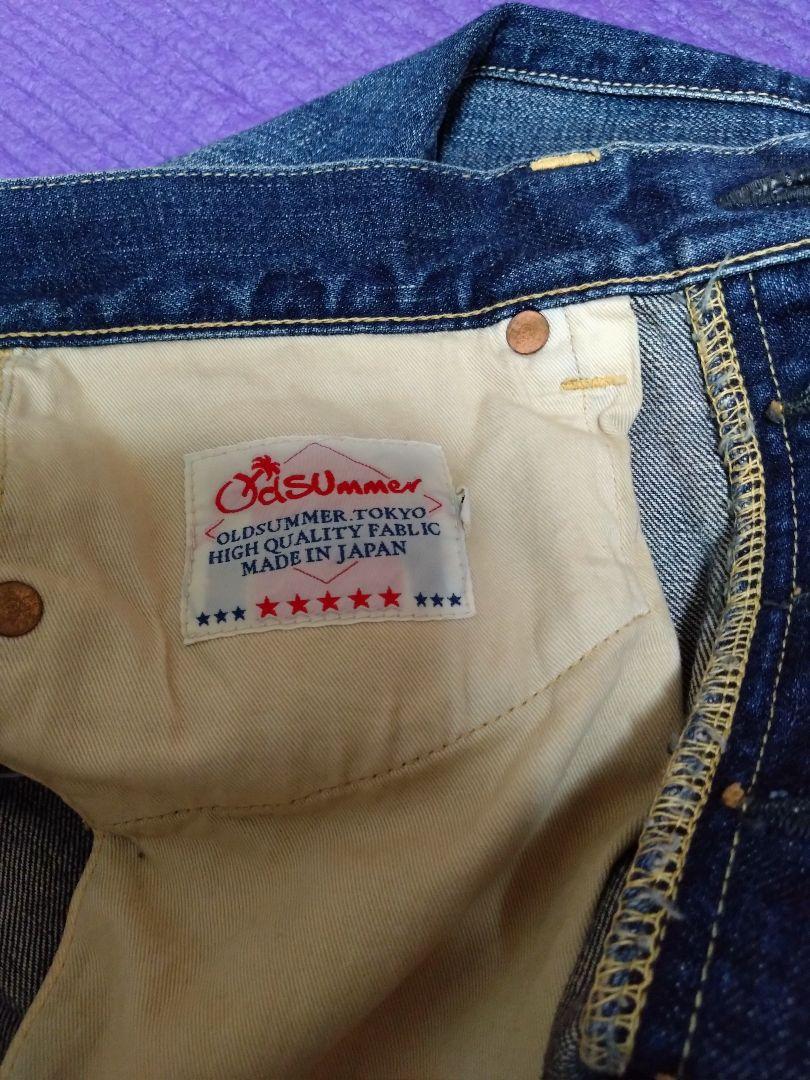 OldSUmmer
OLDSUMMER.TOKYO
HIGH QUALITY FABLIC
MADE IN JAPAN